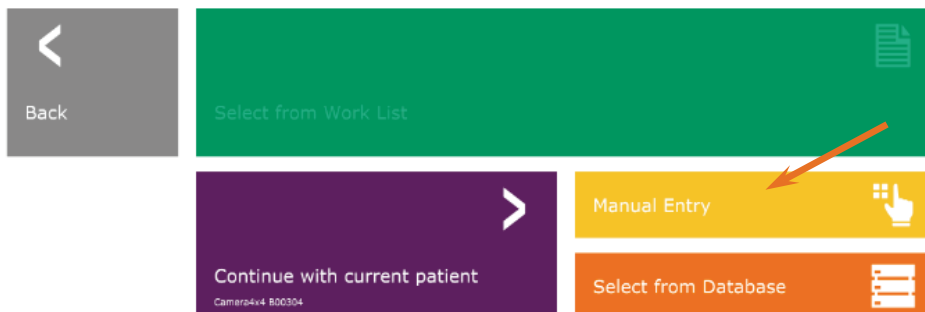 Back
Select from Work List
Manual Entry
Continue with current patient
Camera4x4 B00304
Select from Database